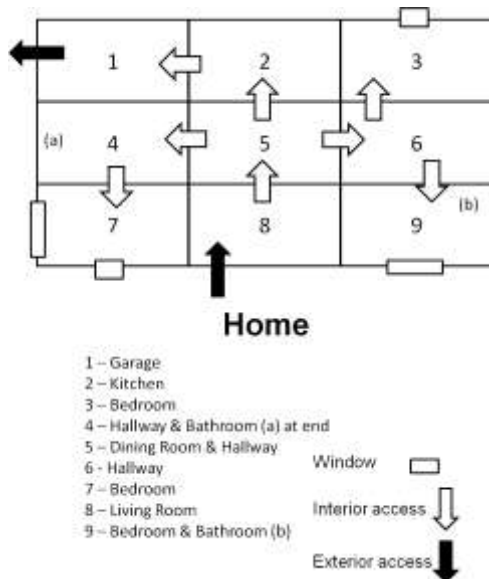 1 2 3
(a) 4 5 6
(b)
7 8 9
Home
1 – Garage
2 – Kitchen
3 – Bedroom
4 – Hallway & Bathroom (a) at end
5 – Dining Room & Hallway
6 - Hallway
7 – Bedroom
8 – Living Room
9 – Bedroom & Bathroom (b)
Window
Interior access
Exterior access